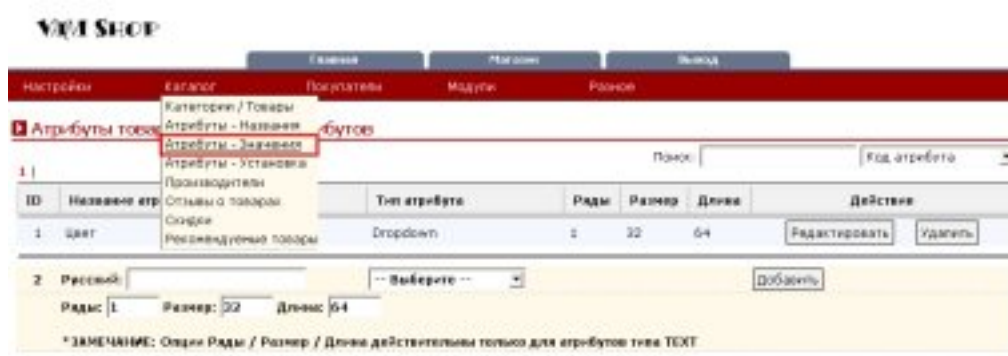 VaM Shop
Главная Магазин Выход
Настройки Каталог Покупатели Модули Разное
Категории / Товары
Атрибуты това бутов
Атрибуты - Названия
Атрибуты - Значения
Атрибуты - Установка
Производители
Отзывы о товарах
Скидки
Рекомендуемые товары
Поиск: Код атрибута
1 |
ID Название атр Тип атрибута Ряды Размер Длина Действие
1 Цвет Dropdown 1 32 64 Редактировать Удалить
2 Русский: -- Выберите -- Добавить
Ряды: 1 Размер: 32 Длина: 64
*ЗАМЕЧАНИЕ: Опции Ряды / Размер / Длина действительны только для атрибутов типа TEXT